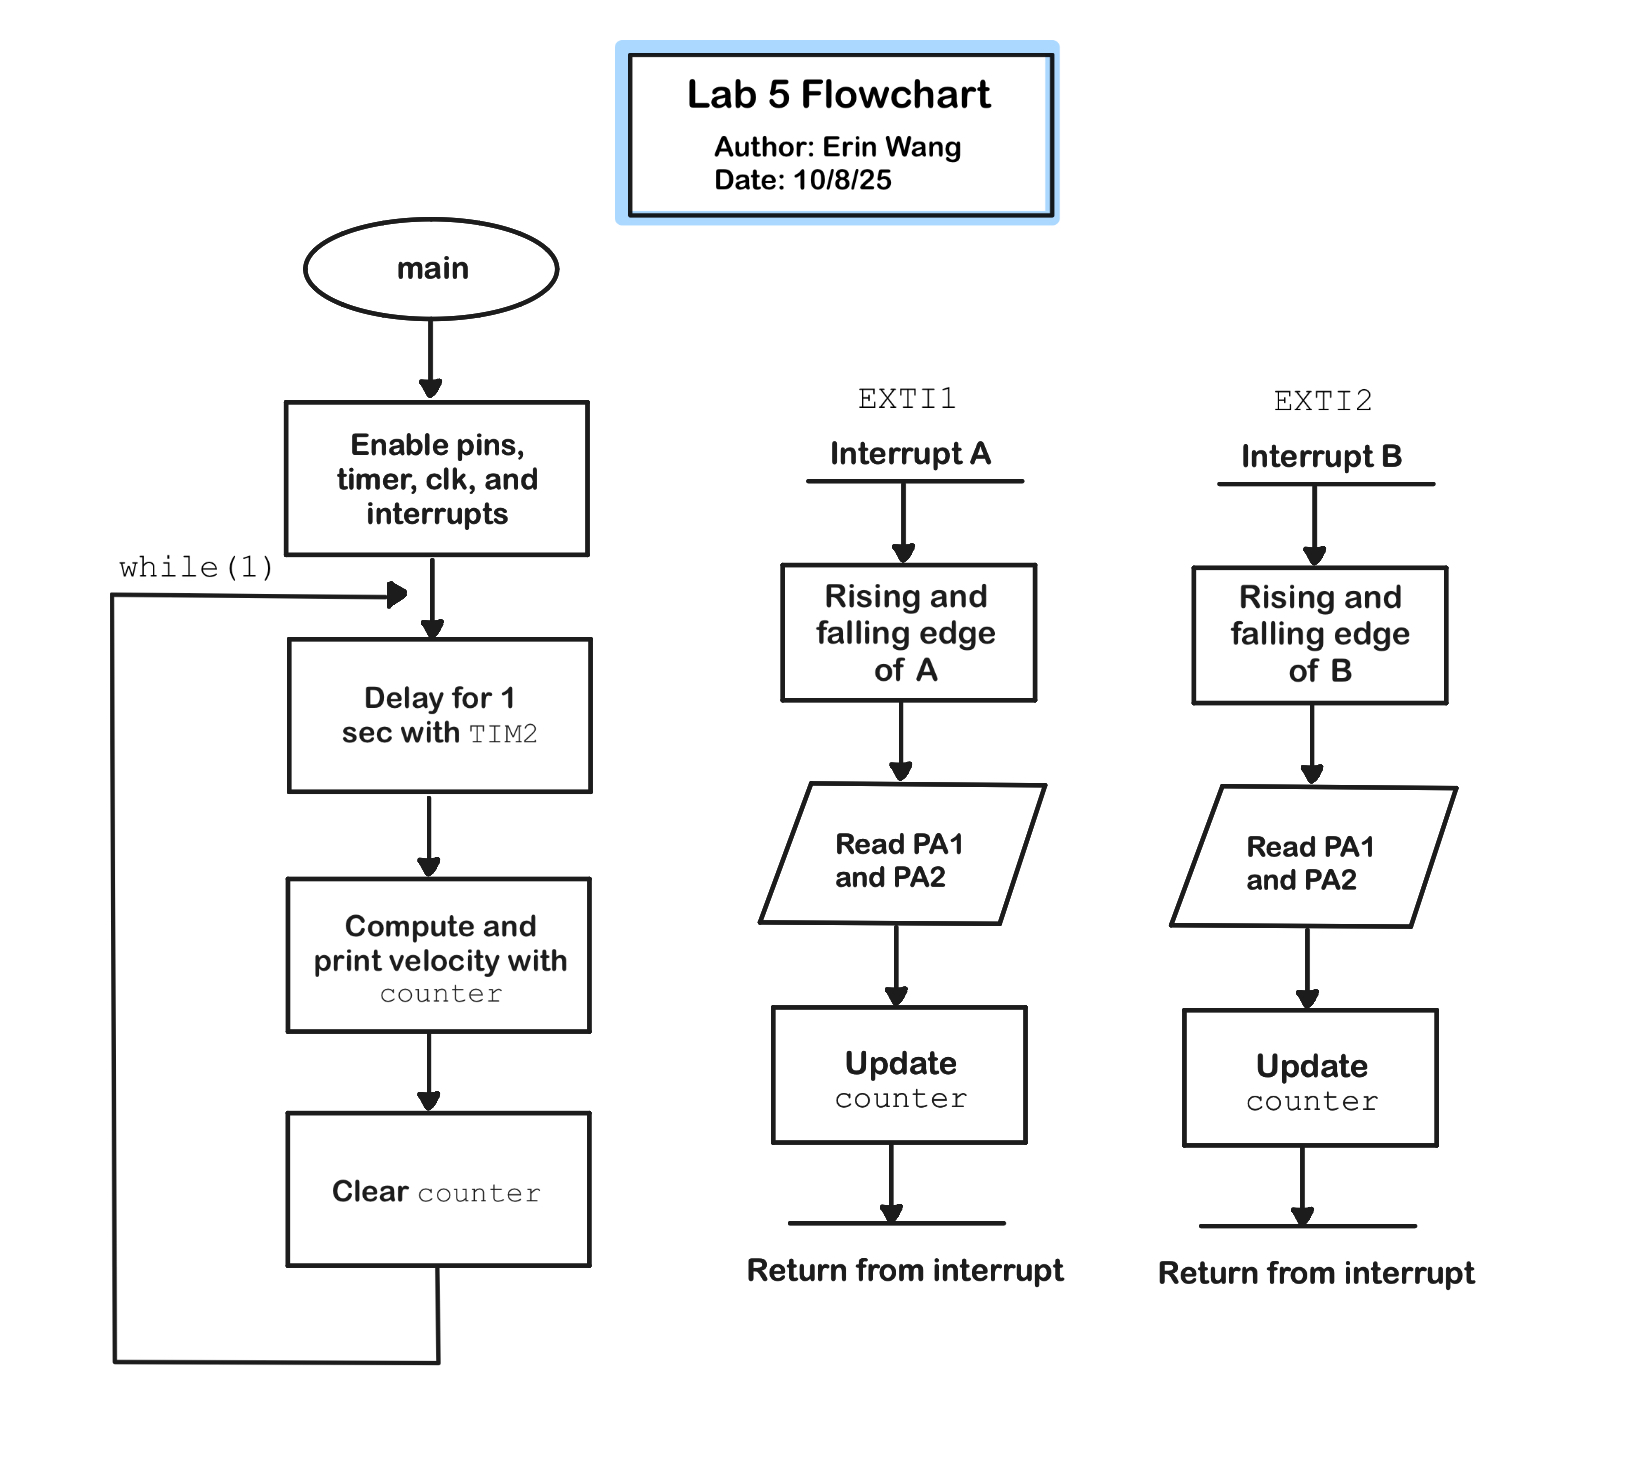 Lab 5 Flowchart
Author: Erin Wang
Date: 10/8/25
main
Enable pins,
timer, clk, and
interrupts
while(1)
Delay for 1
sec with TIM2
Compute and
print velocity with
counter
Clear counter
EXTI1
Interrupt A
Rising and
falling edge
of A
Read PA1
and PA2
Update
counter
Return from interrupt
EXTI2
Interrupt B
Rising and
falling edge
of B
Read PA1
and PA2
Update
counter
Return from interrupt